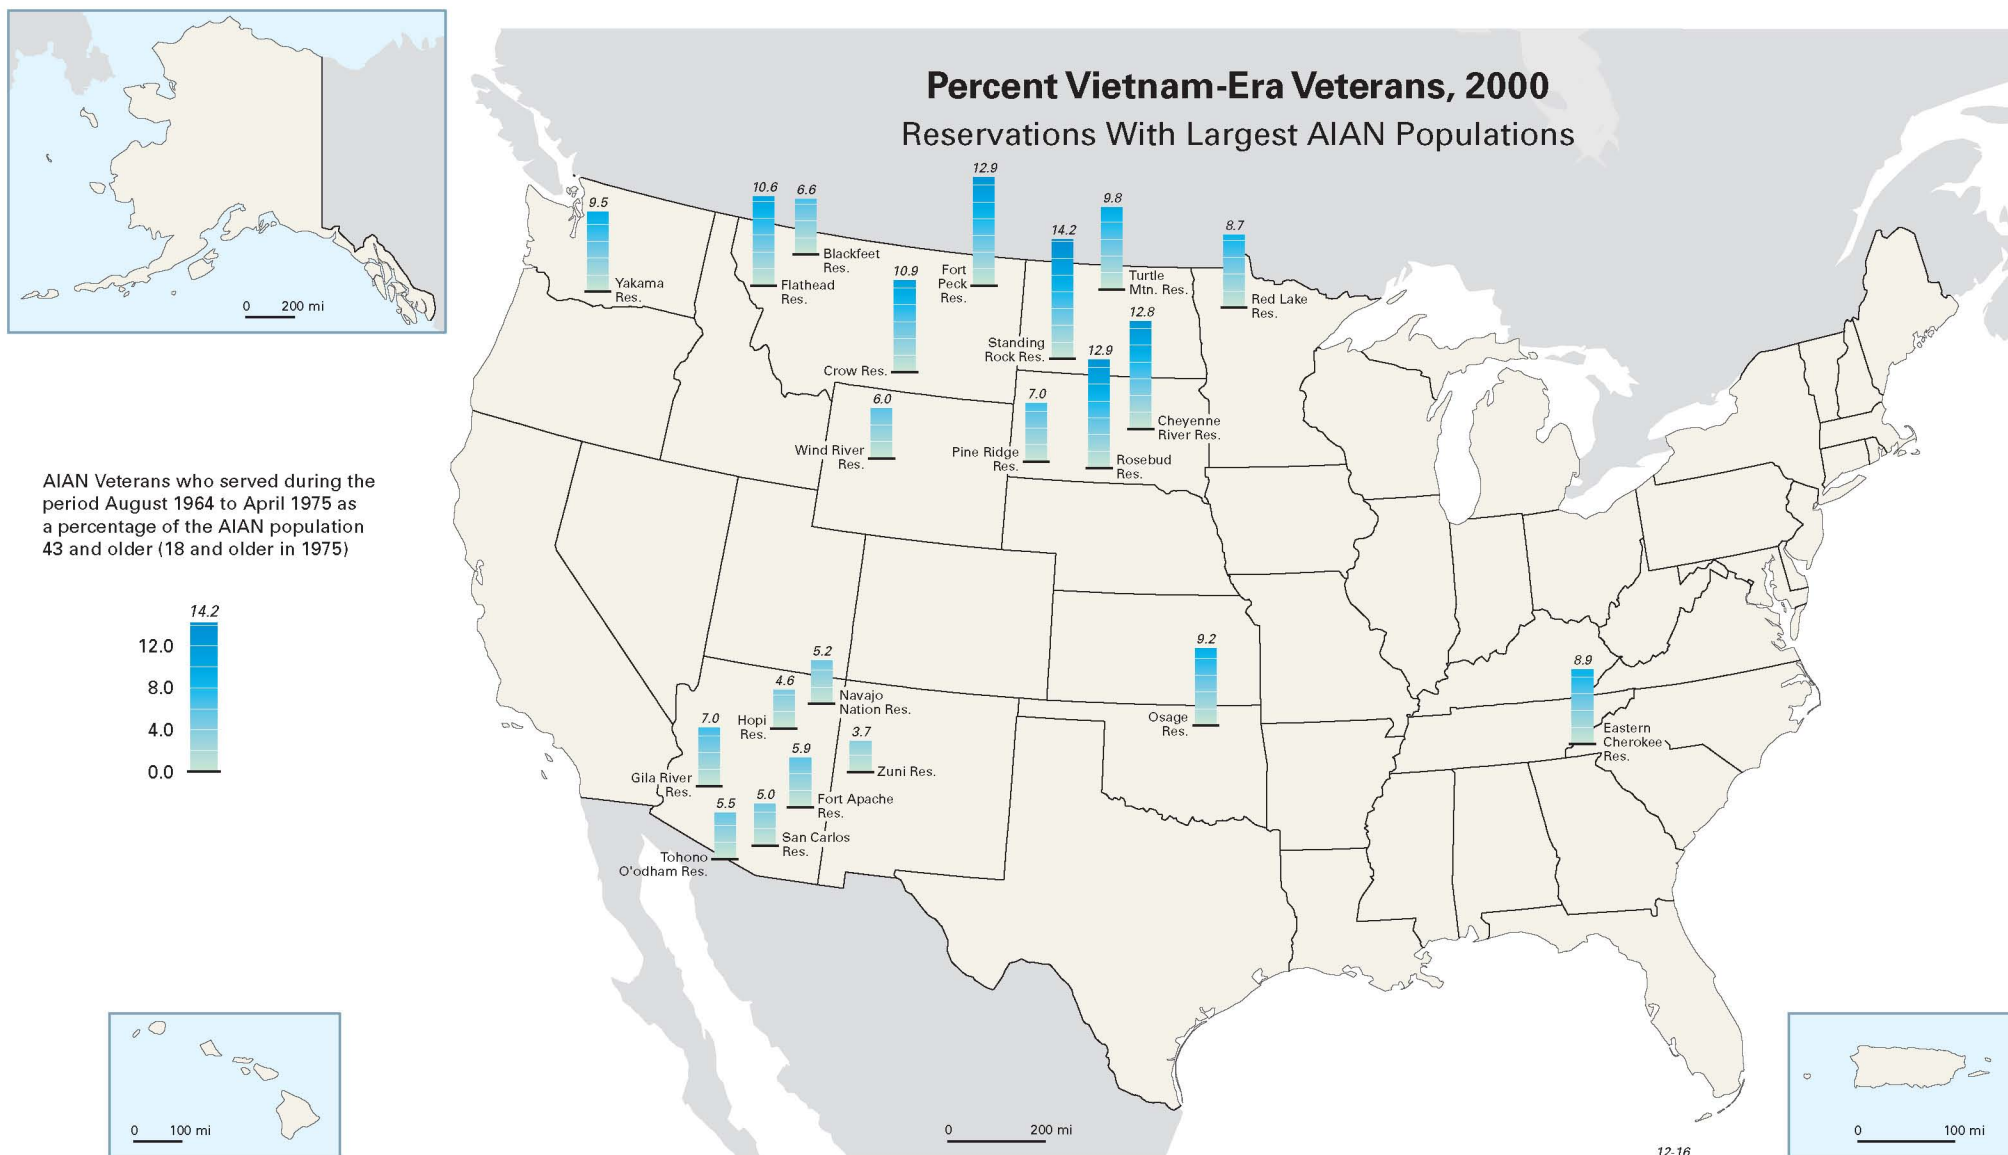 Percent Vietnam-Era Veterans, 2000
Reservations With Largest AIAN Populations
0 200 mi
9.5
Yakama
Res.
10.6
Flathead
Res.
6.6
Blackfeet
Res.
10.9
Crow Res.
12.9
Fort
Peck
Res.
14.2
Standing
Rock Res.
9.8
Turtle
Mtn. Res.
8.7
Red Lake
Res.
12.8
Cheyenne
River Res.
12.9
Rosebud
Res.
7.0
Pine Ridge
Res.
6.0
Wind River
Res.
AIAN Veterans who served during the
period August 1964 to April 1975 as
a percentage of the AIAN population
43 and older (18 and older in 1975)
14.2
12.0
8.0
4.0
0.0
5.2
Navajo
Nation Res.
4.6
Hopi
Res.
7.0
Gila River
Res.
5.9
Fort Apache
Res.
3.7
Zuni Res.
5.5
Tohono
O'odham Res.
5.0
San Carlos
Res.
9.2
Osage
Res.
8.9
Eastern
Cherokee
Res.
0 100 mi
0 200 mi
0 100 mi
12-16